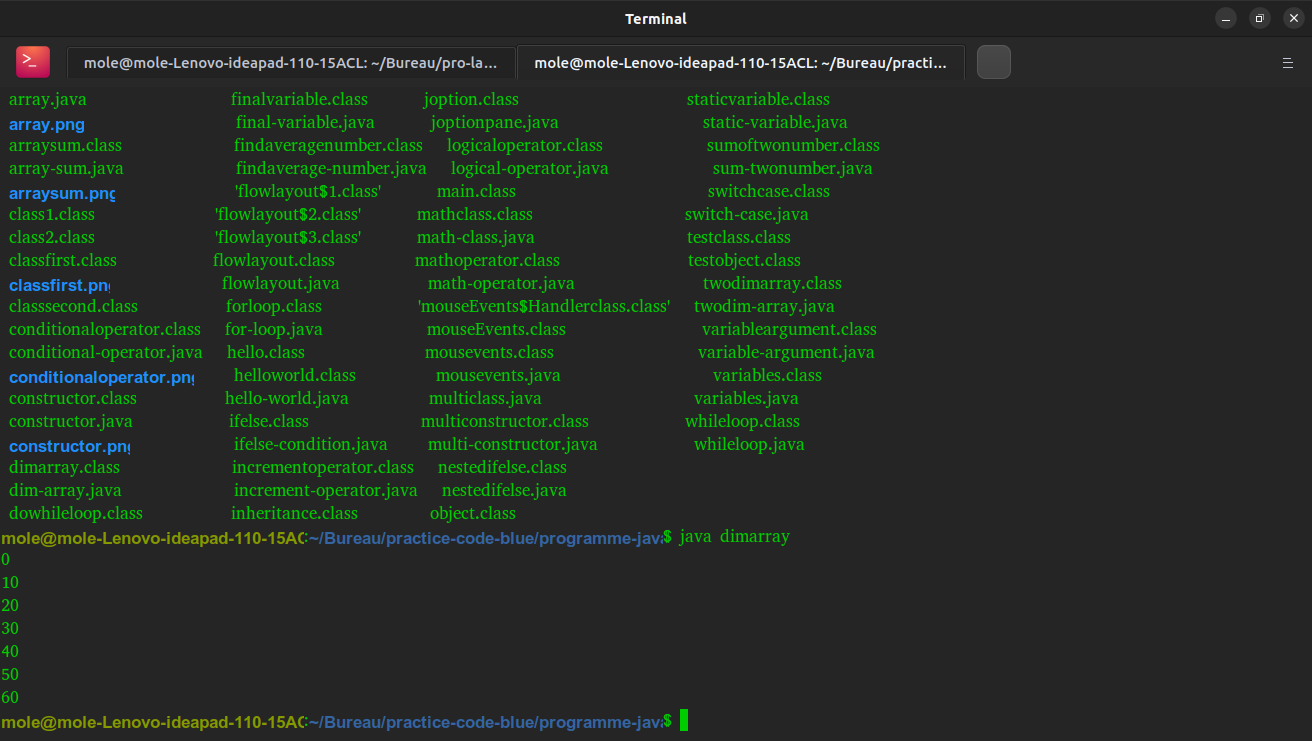 Terminal
>_ mole@mole-Lenovo-ideapad-110-15ACL: ~/Bureau/pro-la... mole@mole-Lenovo-ideapad-110-15ACL: ~/Bureau/practi...
array.java finalvariable.class joption.class staticvariable.class
array.png final-variable.java joptionpane.java static-variable.java
arraysum.class findaveragenumber.class logicaloperator.class sumoftwonumber.class
array-sum.java findaverage-number.java logical-operator.java sum-twonumber.java
arraysum.png 'flowlayout$1.class' main.class switchcase.class
class1.class 'flowlayout$2.class' mathclass.class switch-case.java
class2.class 'flowlayout$3.class' math-class.java testclass.class
classfirst.class flowlayout.class mathoperator.class testobject.class
classfirst.png flowlayout.java math-operator.java twodimarray.class
classsecond.class forloop.class 'mouseEvents$Handlerclass.class' twodim-array.java
conditionaloperator.class for-loop.java mouseEvents.class variableargument.class
conditional-operator.java hello.class mousevents.class variable-argument.java
conditionaloperator.png helloworld.class mousevents.java variables.class
constructor.class hello-world.java multiclass.java variables.java
constructor.java ifelse.class multiconstructor.class whileloop.class
constructor.png ifelse-condition.java multi-constructor.java whileloop.java
dimarray.class incrementoperator.class nestedifelse.class
dim-array.java increment-operator.java nestedifelse.java
dowhileloop.class inheritance.class object.class
mole@mole-Lenovo-ideapad-110-15AC:~/Bureau/practice-code-blue/programme-java$ java dimarray
0
10
20
30
40
50
60
mole@mole-Lenovo-ideapad-110-15AC:~/Bureau/practice-code-blue/programme-java$